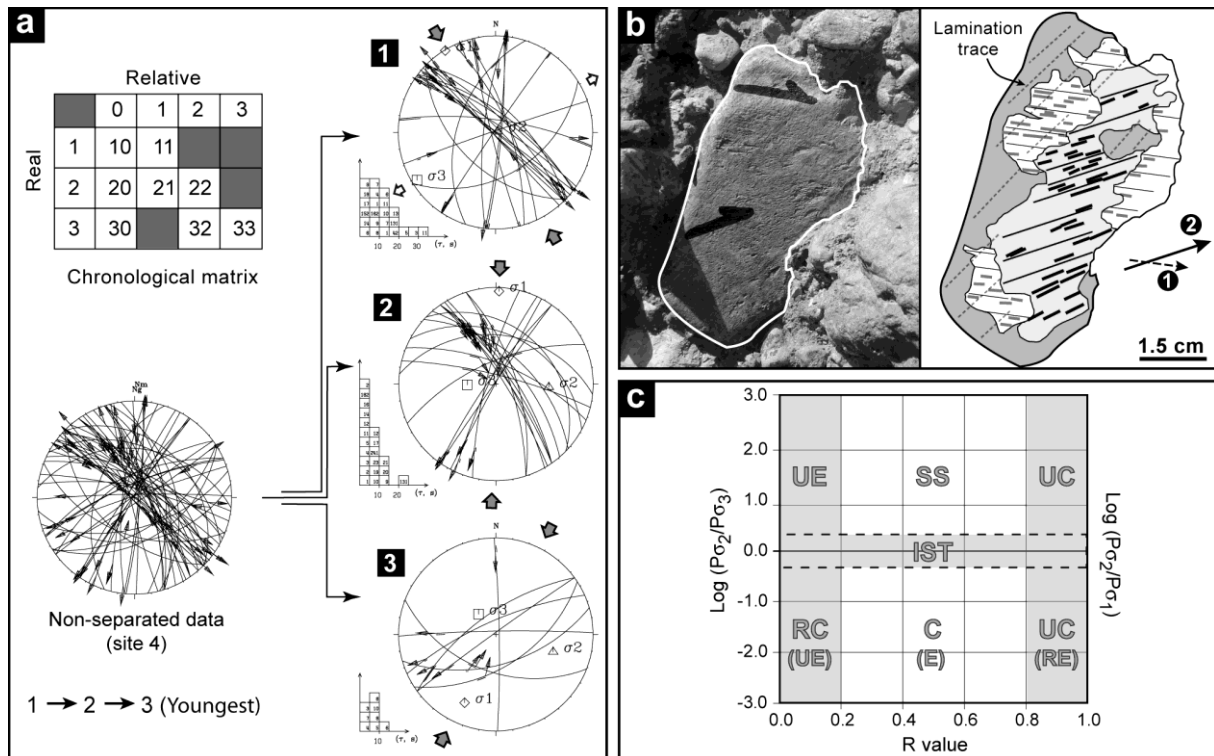 a
Relative
0 1 2 3
1 10 11
2 20 21 22
3 30 32 33
Real
Chronological matrix
Nm
Ng
Non-separated data
(site 4)
1 → 2 → 3 (Youngest)
1
N
σ1
σ3
10 20 30 (τ, s)
2
σ1
σ2
10 20 (τ, s)
3
N
σ3
σ2
σ1
10 (τ, s)
b
Lamination
trace
2
1
1.5 cm
c
3.0
2.0
1.0
0.0
-1.0
-2.0
-3.0
Log (Pσ2/Pσ3)
UE SS UC
IST
RC C UC
(UE) (E) (RE)
Log (Pσ2/Pσ1)
0.0 0.2 0.4 0.6 0.8 1.0
R value